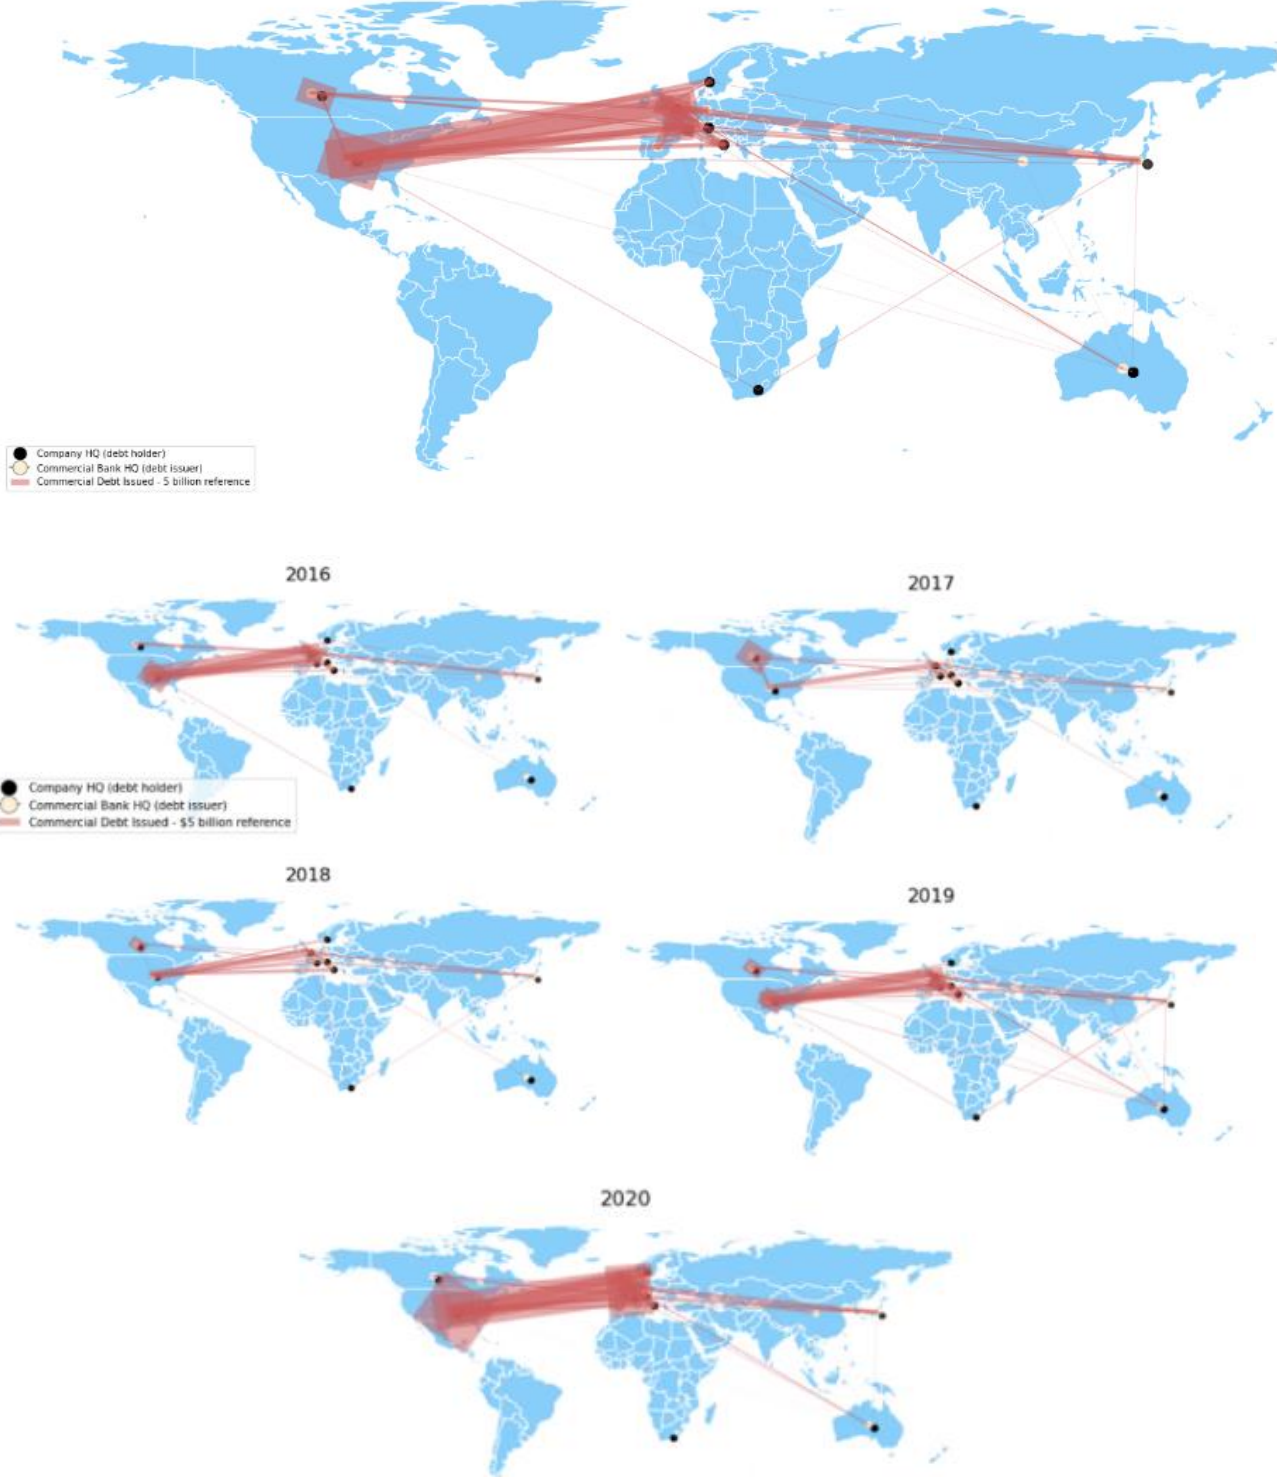 Company HQ (debt holder)
Commercial Bank HQ (debt issuer)
Commercial Debt Issued - 5 billion reference
2016
2017
Company HQ (debt holder)
Commercial Bank HQ (debt issuer)
Commercial Debt Issued - $5 billion reference
2018
2019
2020